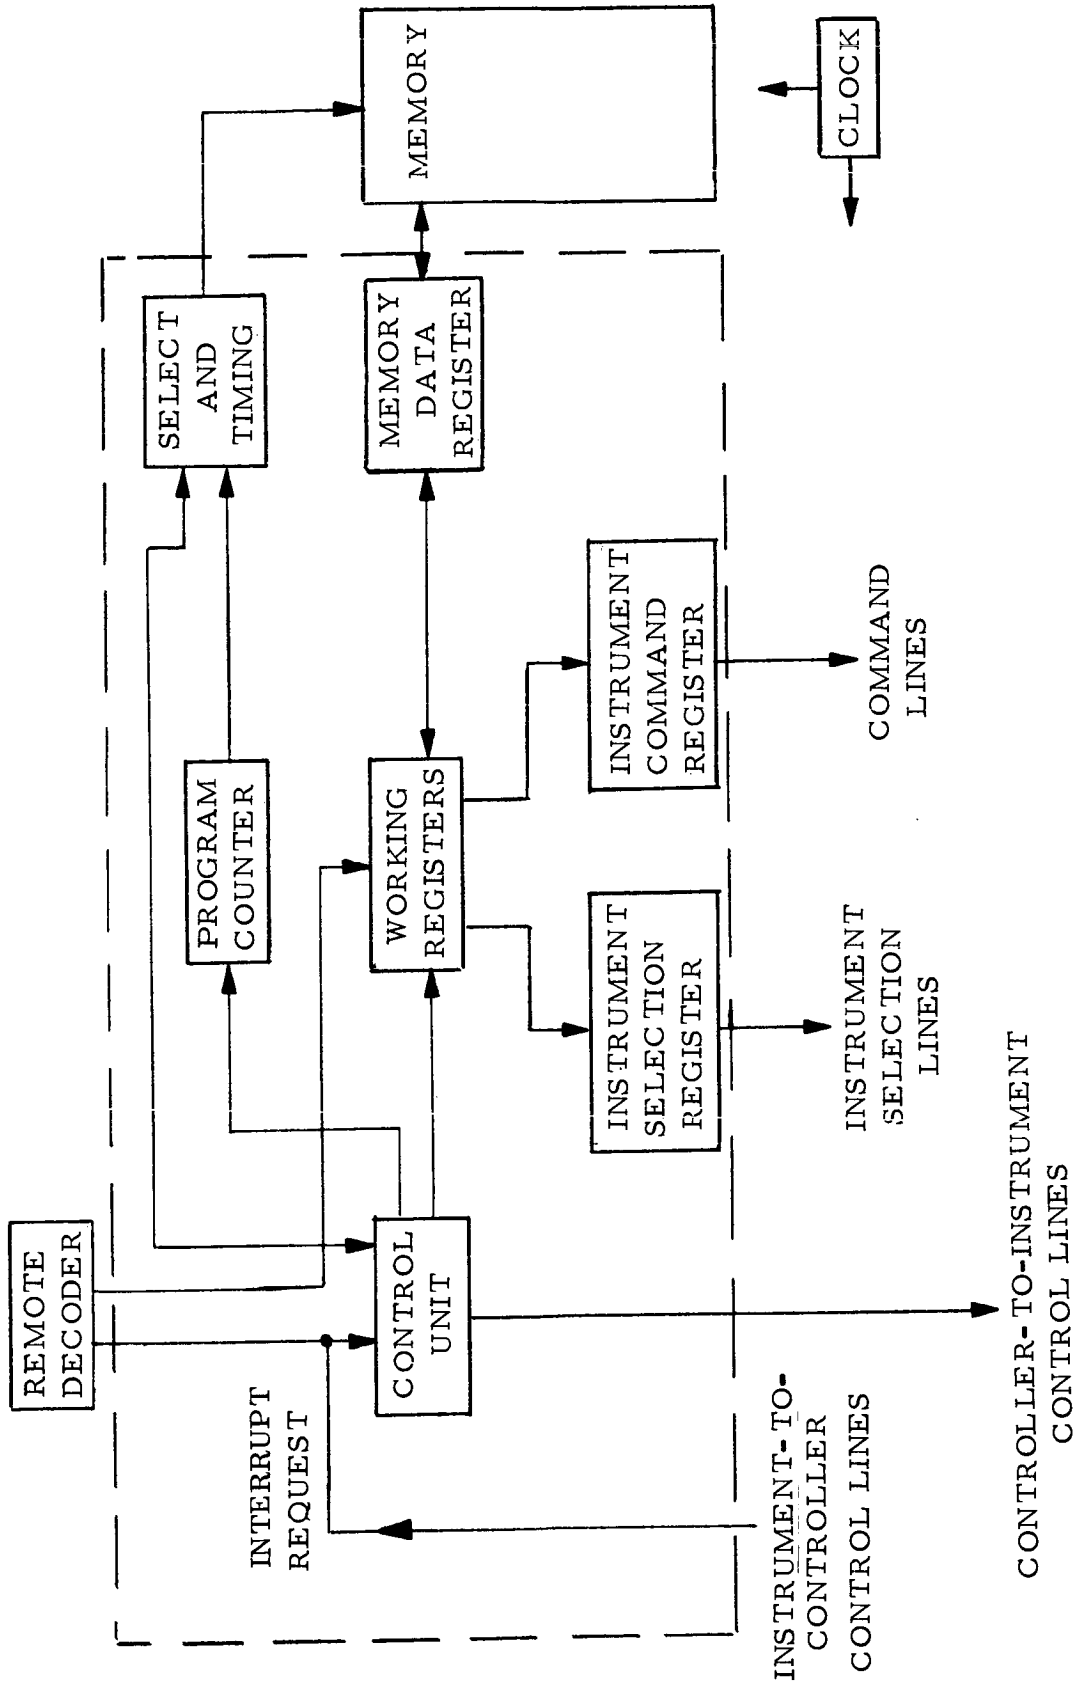 REMOTE
DECODER
INTERRUPT
REQUEST
CONTROL
UNIT
PROGRAM
COUNTER
SELECT
AND
TIMING
WORKING
REGISTERS
MEMORY
DATA
REGISTER
MEMORY
INSTRUMENT
SELECTION
REGISTER
INSTRUMENT
COMMAND
REGISTER
CLOCK
INSTRUMENT-TO-
CONTROLLER
CONTROL LINES
INSTRUMENT
SELECTION
LINES
COMMAND
LINES
CONTROLLER-TO-INSTRUMENT
CONTROL LINES